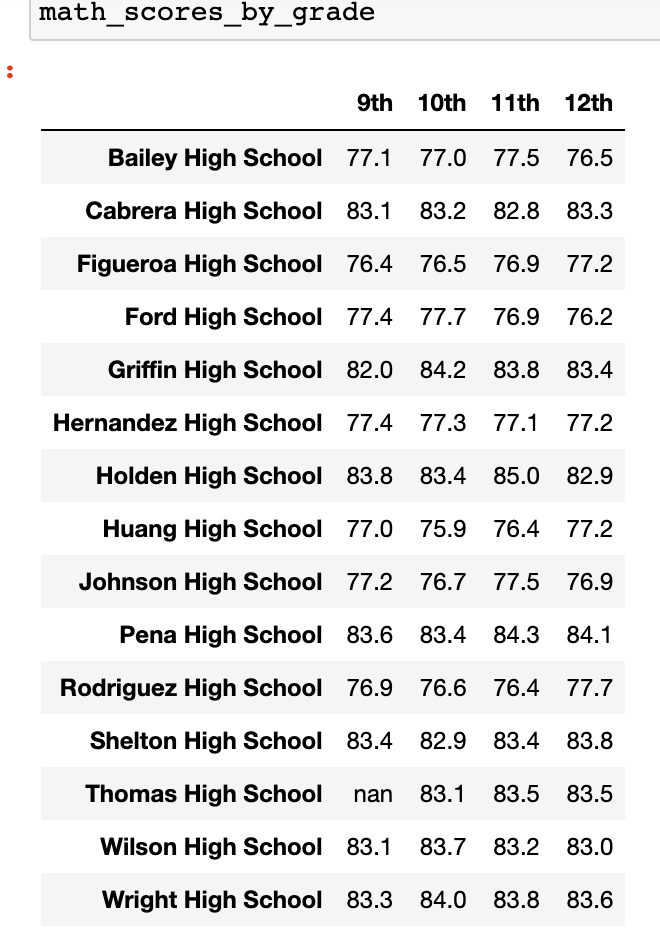 math_scores_by_grade
:
9th 10th 11th 12th
Bailey High School 77.1 77.0 77.5 76.5
Cabrera High School 83.1 83.2 82.8 83.3
Figueroa High School 76.4 76.5 76.9 77.2
Ford High School 77.4 77.7 76.9 76.2
Griffin High School 82.0 84.2 83.8 83.4
Hernandez High School 77.4 77.3 77.1 77.2
Holden High School 83.8 83.4 85.0 82.9
Huang High School 77.0 75.9 76.4 77.2
Johnson High School 77.2 76.7 77.5 76.9
Pena High School 83.6 83.4 84.3 84.1
Rodriguez High School 76.9 76.6 76.4 77.7
Shelton High School 83.4 82.9 83.4 83.8
Thomas High School nan 83.1 83.5 83.5
Wilson High School 83.1 83.7 83.2 83.0
Wright High School 83.3 84.0 83.8 83.6